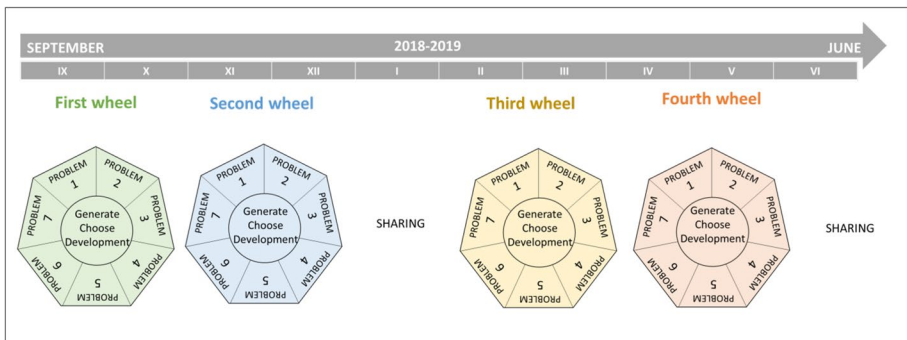 SEPTEMBER 2018-2019 JUNE
IX X XI XII I II III IV V VI
First wheel
Second wheel
Third wheel
Fourth wheel
PROBLEM 1
PROBLEM 2
PROBLEM 3
PROBLEM 4
PROBLEM 5
PROBLEM 6
PROBLEM 7
Generate
Choose
Development
PROBLEM 1
PROBLEM 2
PROBLEM 3
PROBLEM 4
PROBLEM 5
PROBLEM 6
PROBLEM 7
Generate
Choose
Development
SHARING
PROBLEM 1
PROBLEM 2
PROBLEM 3
PROBLEM 4
PROBLEM 5
PROBLEM 6
PROBLEM 7
Generate
Choose
Development
PROBLEM 1
PROBLEM 2
PROBLEM 3
PROBLEM 4
PROBLEM 5
PROBLEM 6
PROBLEM 7
Generate
Choose
Development
SHARING